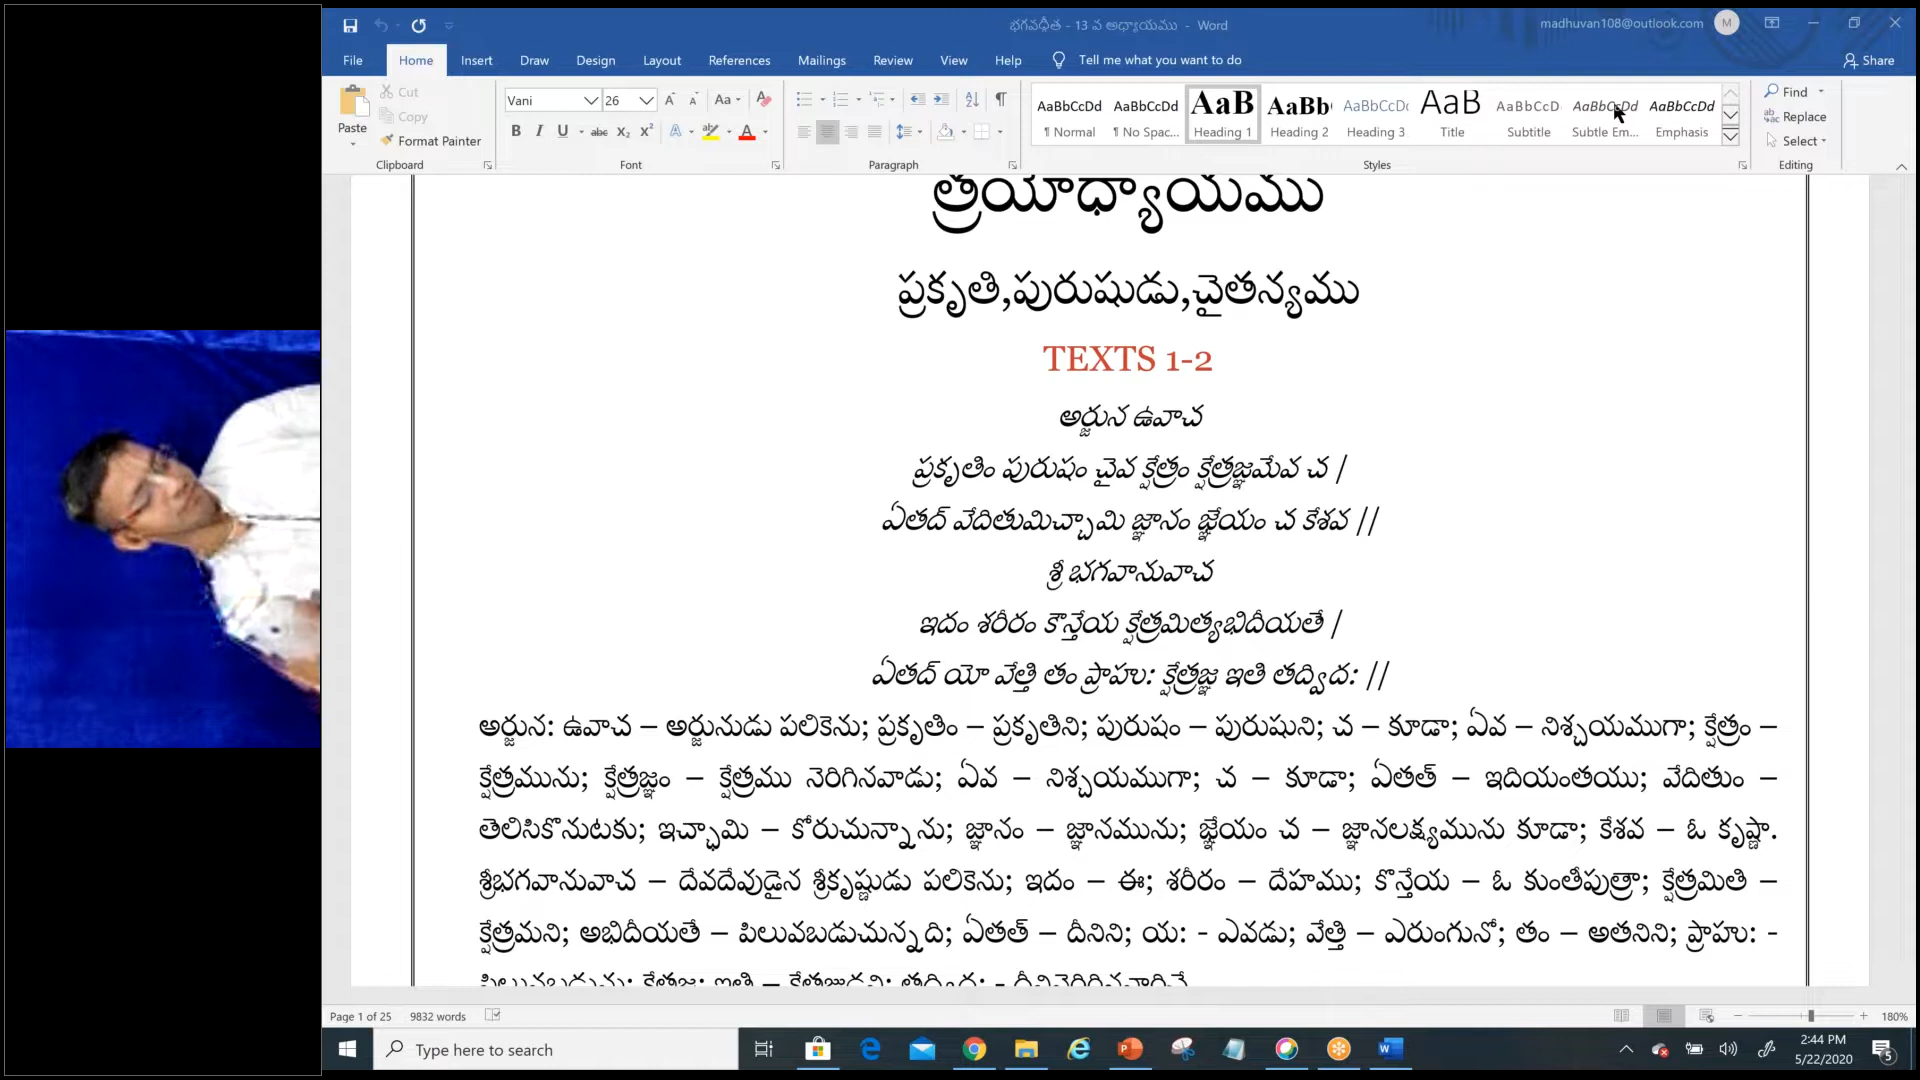 భగవద్గీత - 13 వ అధ్యాయము - Word
madhuvan108@outlook.com
M
File Home Insert Draw Design Layout References Mailings Review View Help Tell me what you want to do
Share
Paste
Cut
Copy
Format Painter
Clipboard
Vani 26
Font
Paragraph
AaBbCcDd AaBbCcDd AaB AaBb AaBbCcDc AaB AaBbCcD AaBbCcDd AaBbCcDd
¶ Normal ¶ No Spac... Heading 1 Heading 2 Heading 3 Title Subtitle Subtle Em... Emphasis
Styles
Find
Replace
Select
Editing
త్రయోధ్యాయము
ప్రకృతి,పురుషుడు,చైతన్యము
TEXTS 1-2
అర్జున ఉవాచ
ప్రకృతిం పురుషం చైవ క్షేత్రం క్షేత్రజ్ఞమేవ చ |
ఏతద్ వేదితుమిచ్ఛామి జ్ఞానం జ్ఞేయం చ కేశవ ||
శ్రీ భగవానువాచ
ఇదం శరీరం కౌన్తేయ క్షేత్రమిత్యభిదీయతే |
ఏతద్ యో వేత్తి తం ప్రాహు: క్షేత్రజ్ఞ ఇతి తద్విద: ||
అర్జున: ఉవాచ – అర్జునుడు పలికెను; ప్రకృతిం – ప్రకృతిని; పురుషం – పురుషుని; చ – కూడా; ఏవ – నిశ్చయముగా; క్షేత్రం –
క్షేత్రమును; క్షేత్రజ్ఞం – క్షేత్రము నెరిగినవాడు; ఏవ – నిశ్చయముగా; చ – కూడా; ఏతత్ – ఇదియంతయు; వేదితుం –
తెలిసికొనుటకు; ఇచ్ఛామి – కోరుచున్నాను; జ్ఞానం – జ్ఞానమును; జ్ఞేయం చ – జ్ఞానలక్ష్యమును కూడా; కేశవ – ఓ కృష్ణా.
శ్రీభగవానువాచ – దేవదేవుడైన శ్రీకృష్ణుడు పలికెను; ఇదం – ఈ; శరీరం – దేహము; కొన్తేయ – ఓ కుంతీపుత్రా; క్షేత్రమితి –
క్షేత్రమని; అభిదీయతే – పిలువబడుచున్నది; ఏతత్ – దీనిని; య: - ఎవడు; వేత్తి – ఎరుంగునో; తం – అతనిని; ప్రాహు: -
Page 1 of 25 9832 words
180%
Type here to search
2:44 PM
5/22/2020
5